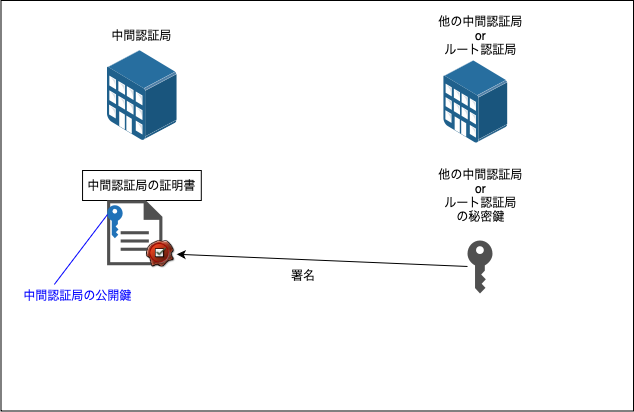 中間認証局
他の中間認証局
or
ルート認証局
中間認証局の証明書
他の中間認証局
or
ルート認証局
の秘密鍵
署名
中間認証局の公開鍵